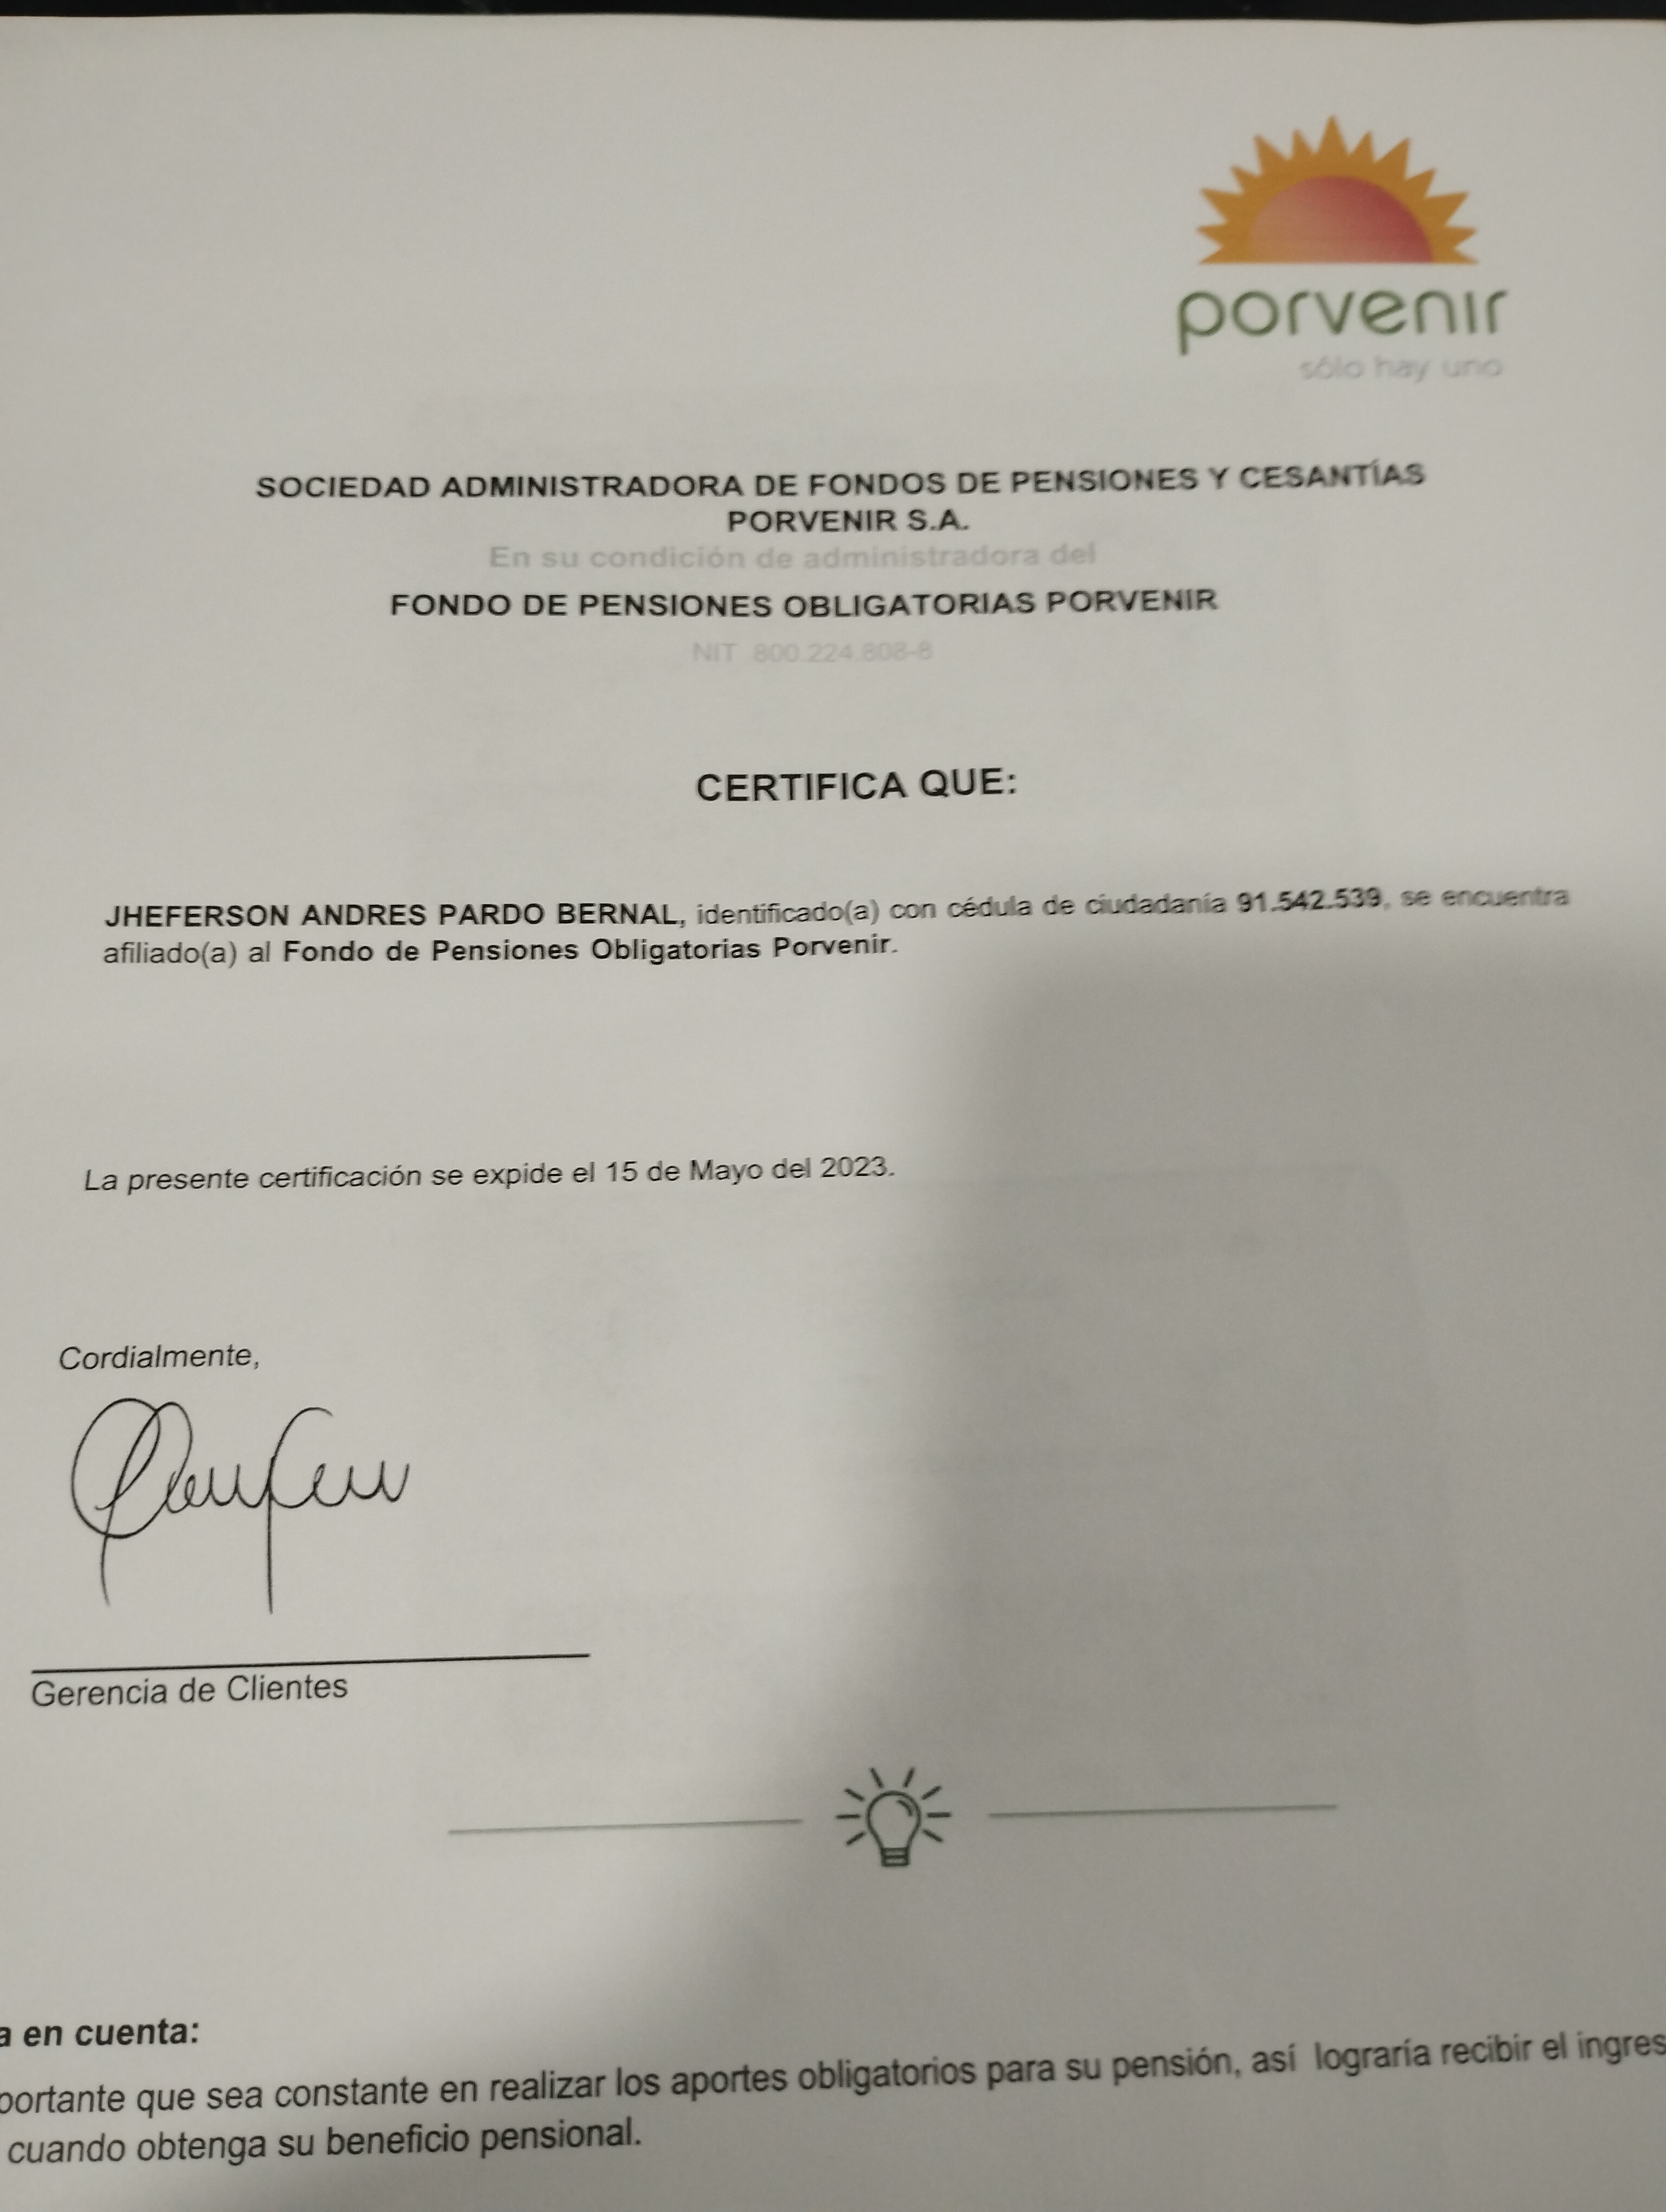 porvenir
sólo hay uno
SOCIEDAD ADMINISTRADORA DE FONDOS DE PENSIONES Y CESANTÍAS
PORVENIR S.A.
En su condición de administradora del
FONDO DE PENSIONES OBLIGATORIAS PORVENIR
NIT 800.224.808-8
CERTIFICA QUE:
JHEFERSON ANDRES PARDO BERNAL, identificado(a) con cédula de ciudadanía 91.542.539, se encuentra
afiliado(a) al Fondo de Pensiones Obligatorias Porvenir.
La presente certificación se expide el 15 de Mayo del 2023.
Cordialmente,
Gerencia de Clientes
a en cuenta:
portante que sea constante en realizar los aportes obligatorios para su pensión, así lograría recibir el ingres
cuando obtenga su beneficio pensional.